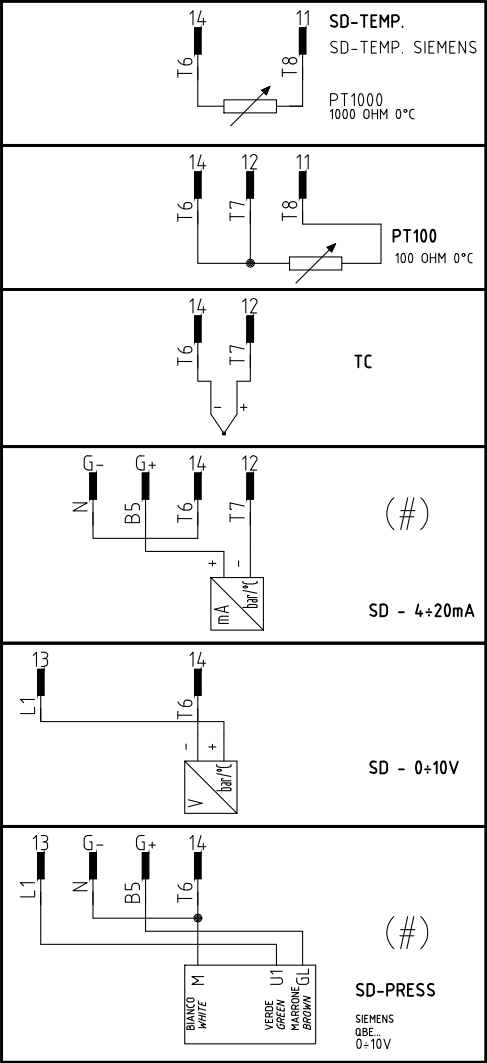 14 11 SD-TEMP.
SD-TEMP. SIEMENS
T6 T8
PT1000
1000 OHM 0°C
14 12 11
T6 T7 T8
PT100
100 OHM 0°C
14 12
T6 T7
TC
- +
G- G+ 14 12
N B5 T6 T7
(#)
+ -
mA bar/°C
SD - 4÷20mA
13 14
L1 T6
- +
SD - 0÷10V
V bar/°C
13 G- G+ 14
L1 N B5 T6
(#)
M U1 GL
BIANCO
WHITE
VERDE
GREEN
MARRONE
BROWN
SD-PRESS
SIEMENS
QBE...
0÷10V